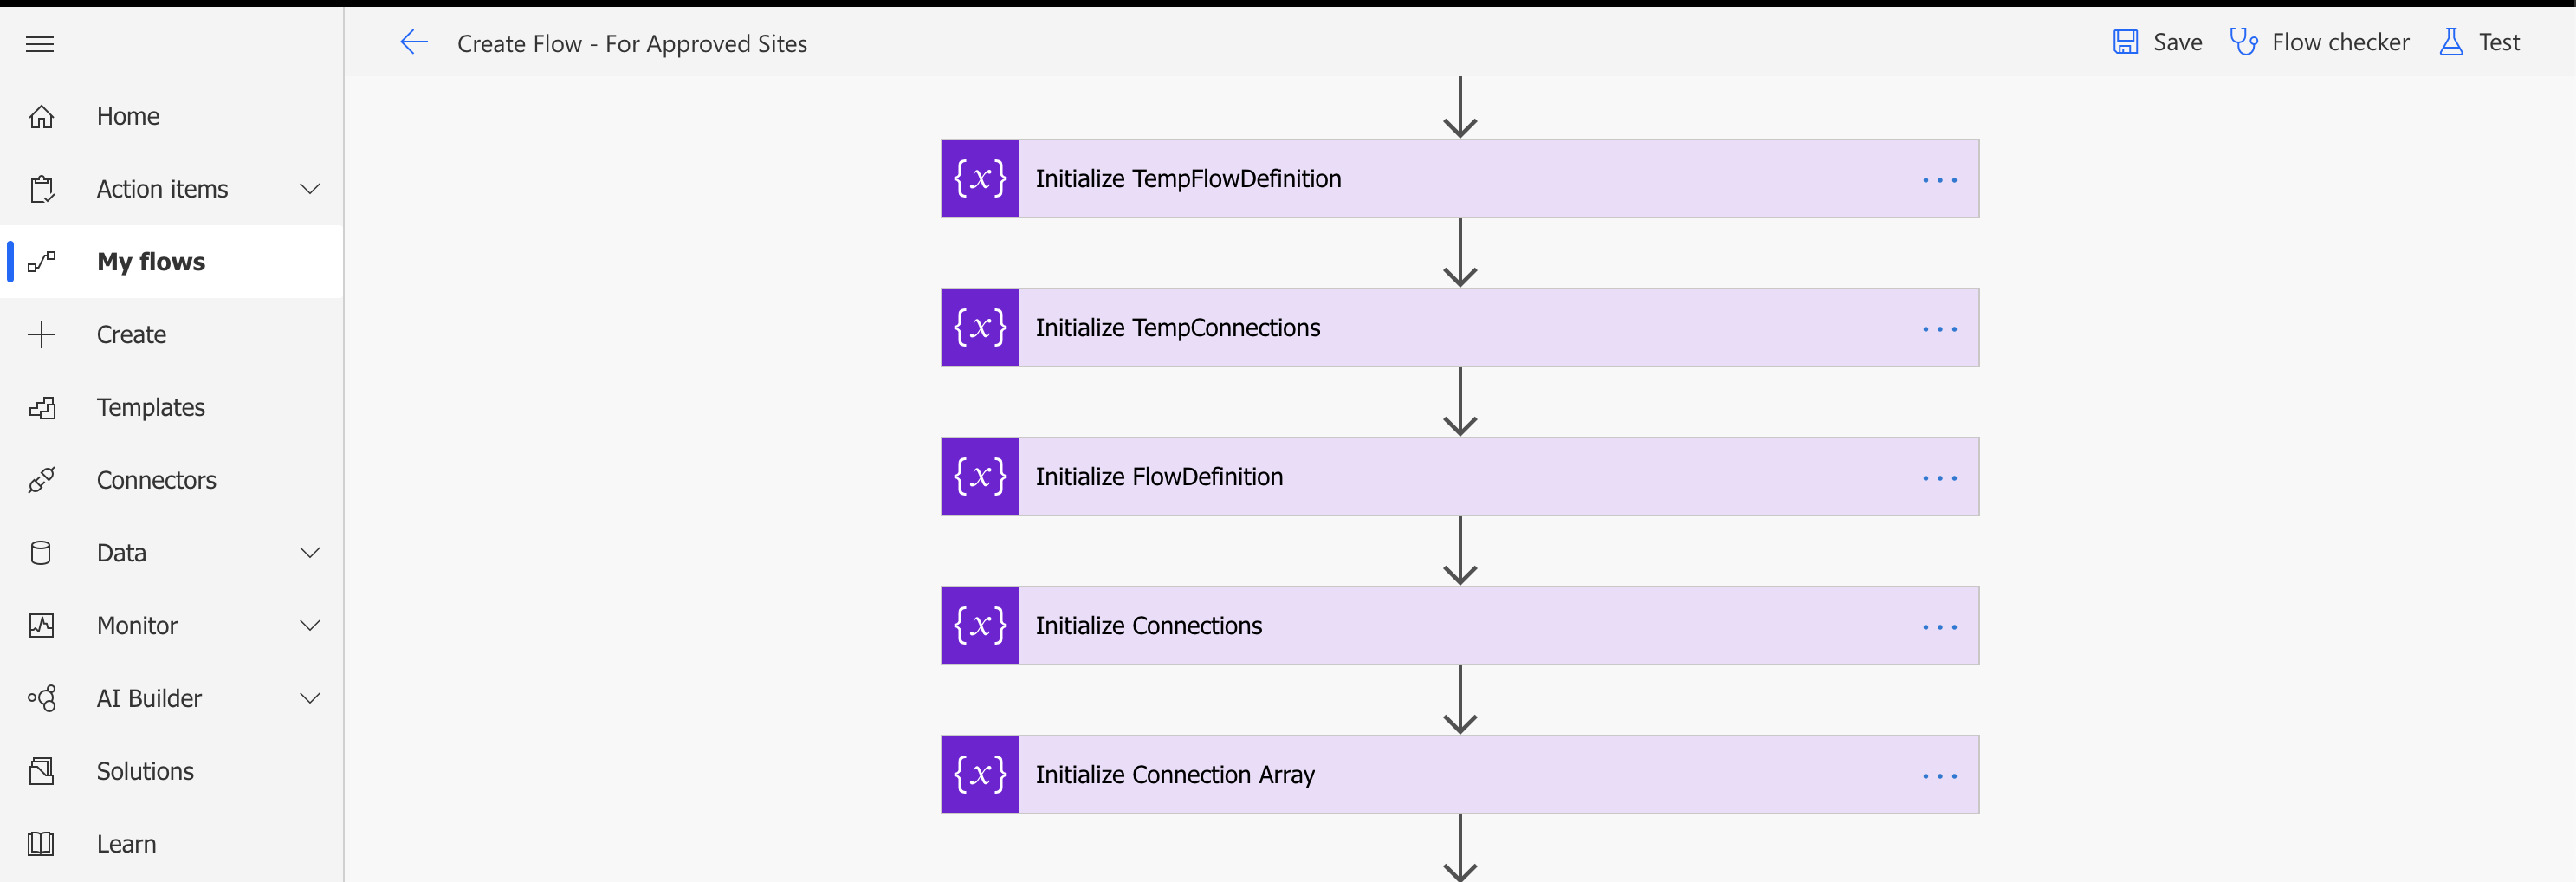 Create Flow - For Approved Sites
Save
Flow checker
Test
Home
Action items
My flows
Create
Templates
Connectors
Data
Monitor
AI Builder
Solutions
Learn
{x} Initialize TempFlowDefinition ...
{x} Initialize TempConnections ...
{x} Initialize FlowDefinition ...
{x} Initialize Connections ...
{x} Initialize Connection Array ...